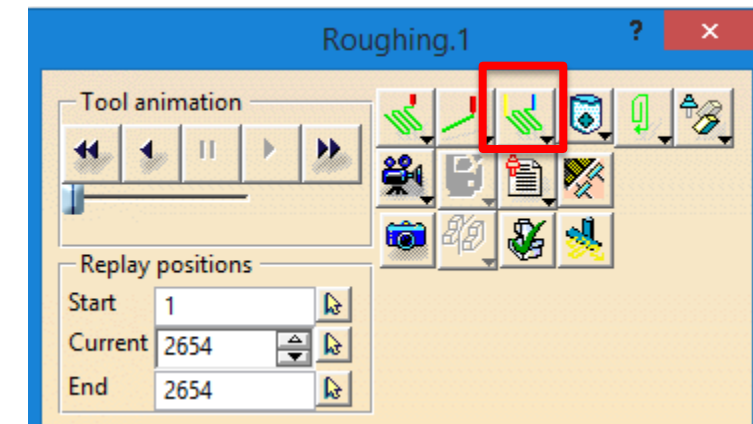 Roughing.1 ? ×
Tool animation
Replay positions
Start 1
Current 2654
End 2654